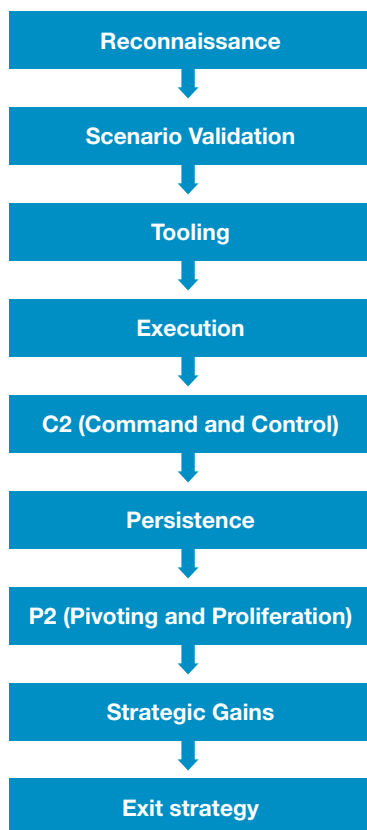 Reconnaissance
Scenario Validation
Tooling
Execution
C2 (Command and Control)
Persistence
P2 (Pivoting and Proliferation)
Strategic Gains
Exit strategy